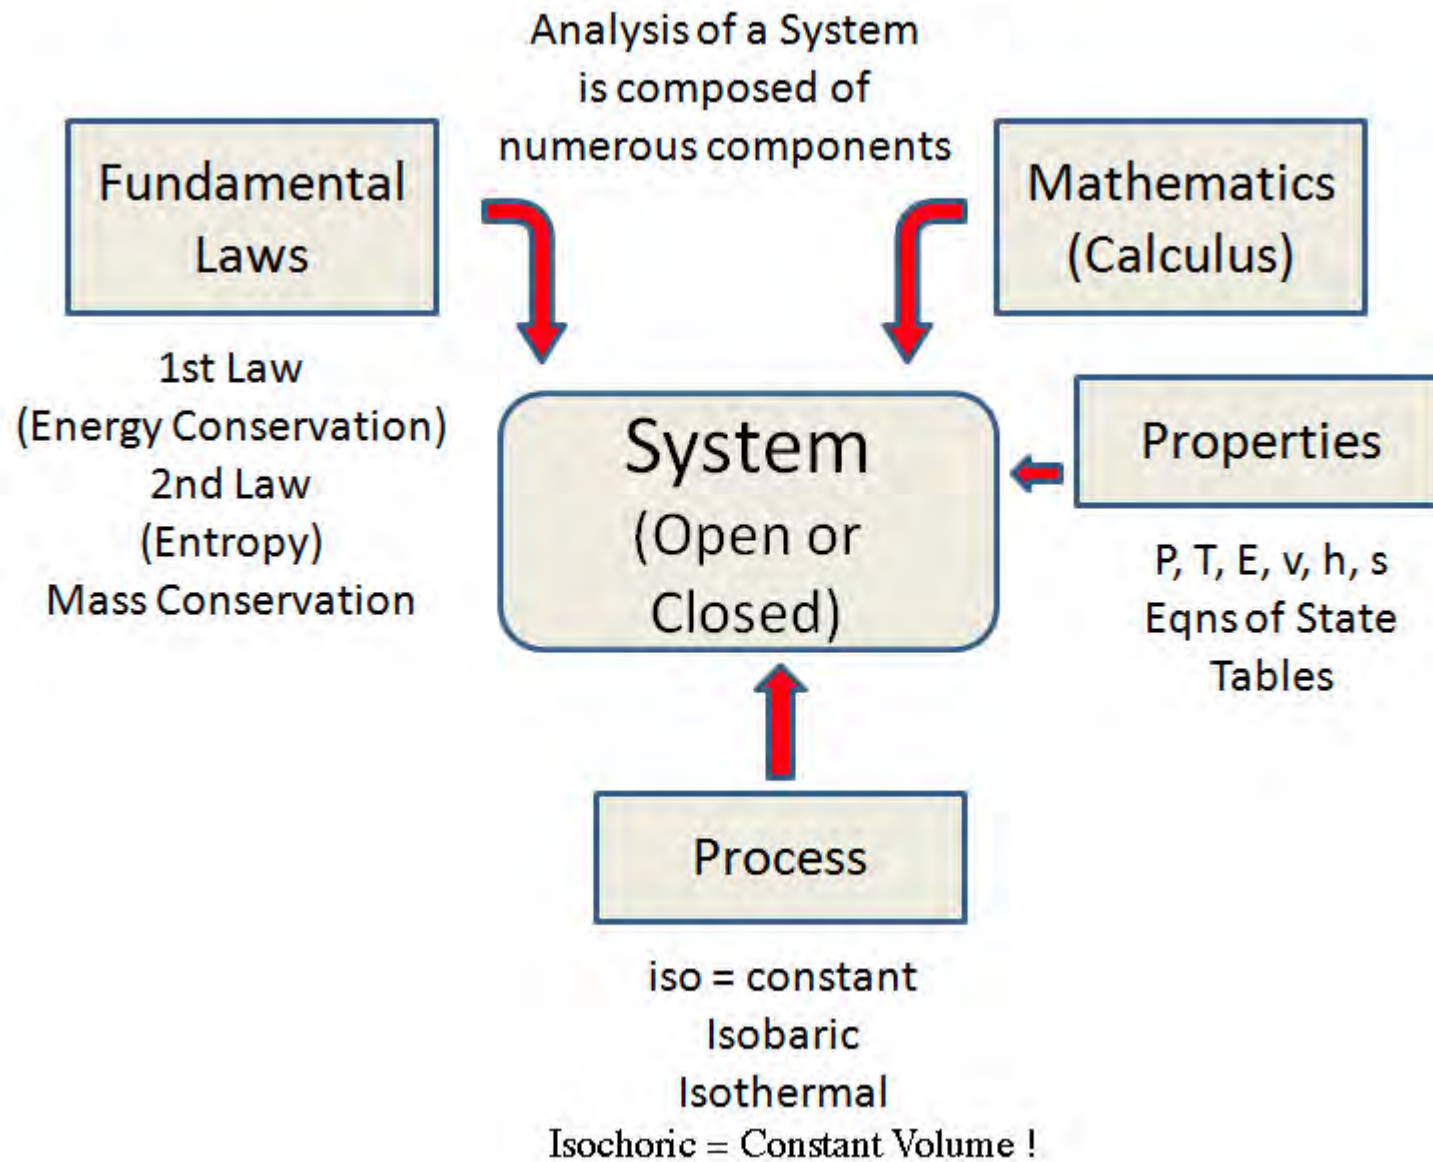 Analysis of a System
is composed of
numerous components
Fundamental
Laws
1st Law
(Energy Conservation)
2nd Law
(Entropy)
Mass Conservation
Mathematics
(Calculus)
System
(Open or
Closed)
Properties
P, T, E, v, h, s
Eqns of State
Tables
Process
iso = constant
Isobaric
Isothermal
Isochoric = Constant Volume !